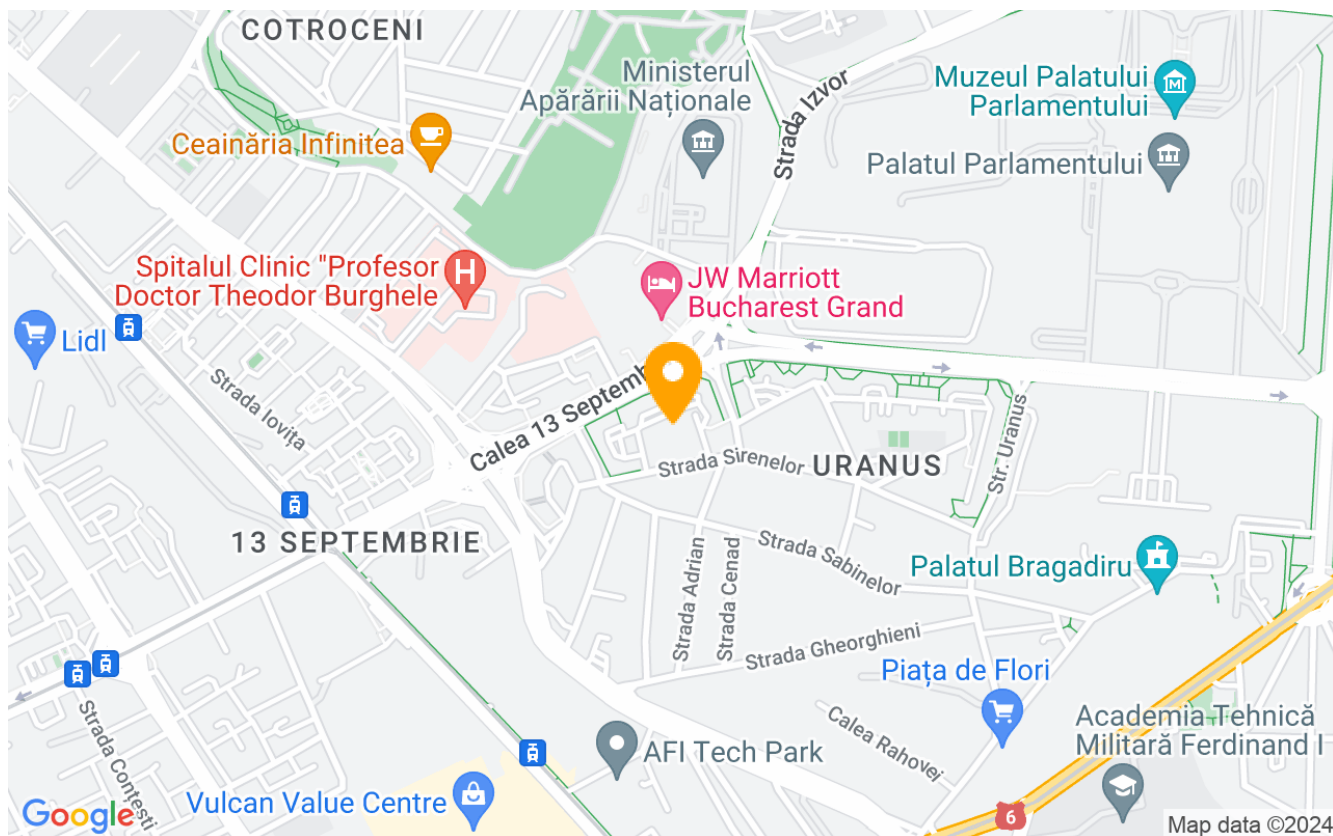 COTROCENI
Ministerul
Apărării Naționale
Strada Izvor
Muzeul Palatului
Parlamentului
Palatul Parlamentului
Ceainăria Infinitea
Spitalul Clinic "Profesor
Doctor Theodor Burghele
JW Marriott
Bucharest Grand
Lidl
Strada Iovița
Calea 13 Septembr
Strada Sirenelor
URANUS
Str. Uranus
13 SEPTEMBRIE
Strada Adrian
Strada Cenad
Strada Sabinelor
Palatul Bragadiru
Strada Gheorghieni
Piața de Flori
Calea Rahovei
Strada Contești
AFI Tech Park
Academia Tehnică
Militară Ferdinand I
Vulcan Value Centre
6
Google
Map data ©2024